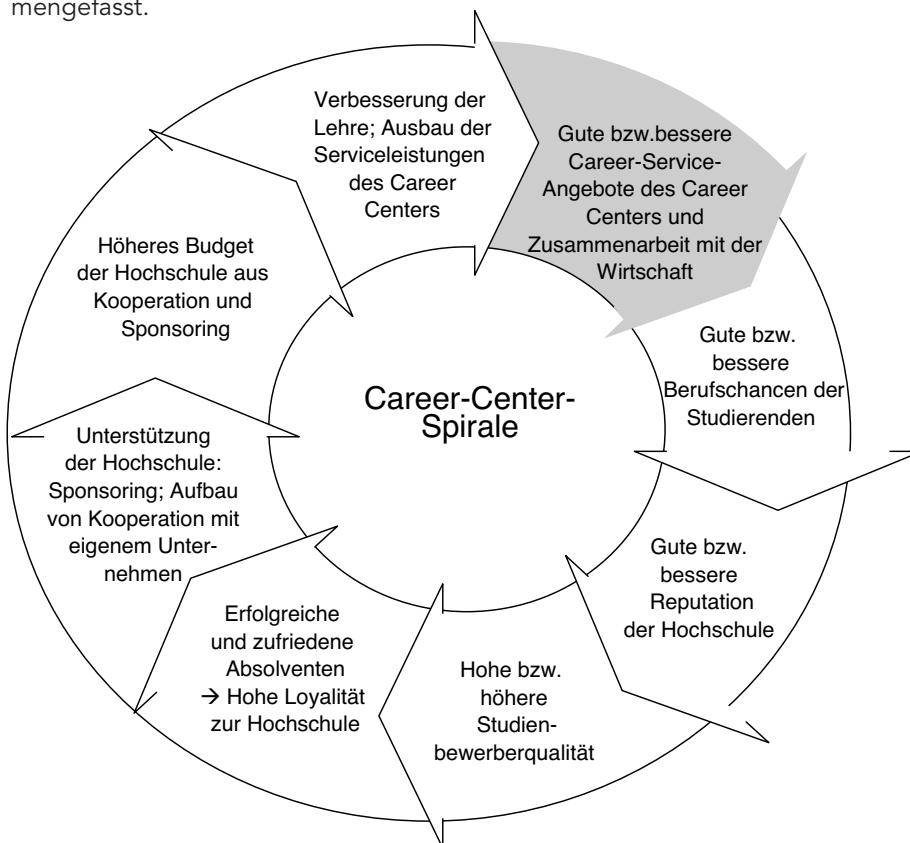 mengefasst.
Verbesserung der
Lehre; Ausbau der
Serviceleistungen
des Career
Centers
Gute bzw.bessere
Career-Service-
Angebote des Career
Centers und
Zusammenarbeit mit der
Wirtschaft
Gute bzw.
bessere
Berufschancen der
Studierenden
Gute bzw.
bessere
Reputation
der Hochschule
Hohe bzw.
höhere
Studien-
bewerberqualität
Erfolgreiche
und zufriedene
Absolventen
→ Hohe Loyalität
zur Hochschule
Unterstützung
der Hochschule:
Sponsoring; Aufbau
von Kooperation mit
eigenem Unter-
nehmen
Höheres Budget
der Hochschule aus
Kooperation und
Sponsoring
Career-Center-
Spirale